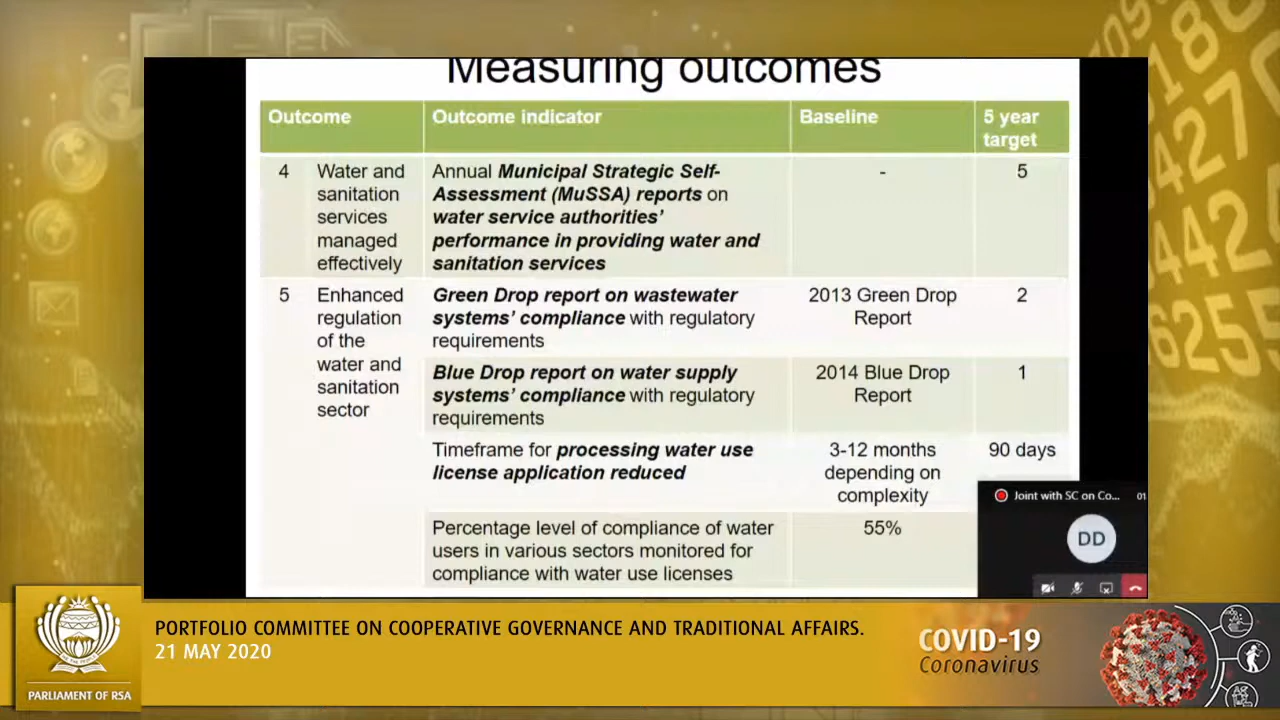 Measuring outcomes
Outcome
Outcome indicator
Baseline
5 year
target
4
Water and
sanitation
services
managed
effectively
Annual Municipal Strategic Self-
Assessment (MuSSA) reports on
water service authorities'
performance in providing water and
sanitation services
-
5
5
Enhanced
regulation
of the
water and
sanitation
sector
Green Drop report on wastewater
systems' compliance with regulatory
requirements
2013 Green Drop
Report
2
Blue Drop report on water supply
systems' compliance with regulatory
requirements
2014 Blue Drop
Report
1
Timeframe for processing water use
license application reduced
3-12 months
depending on
complexity
90 days
Percentage level of compliance of water
users in various sectors monitored for
compliance with water use licenses
55%
Joint with SC on Co...
01
DD
PORTFOLIO COMMITTEE ON COOPERATIVE GOVERNANCE AND TRADITIONAL AFFAIRS.
21 MAY 2020
PARLIAMENT OF RSA
COVID-19
Coronavirus